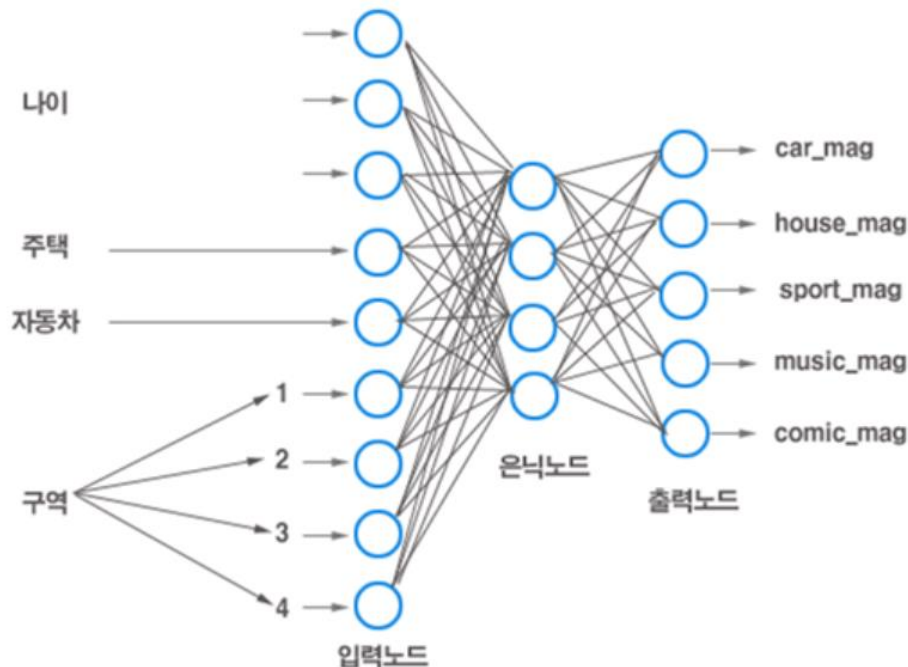 나이
주택
자동차
구역
1
2
3
4
입력노드
은닉노드
출력노드
car_mag
house_mag
sport_mag
music_mag
comic_mag